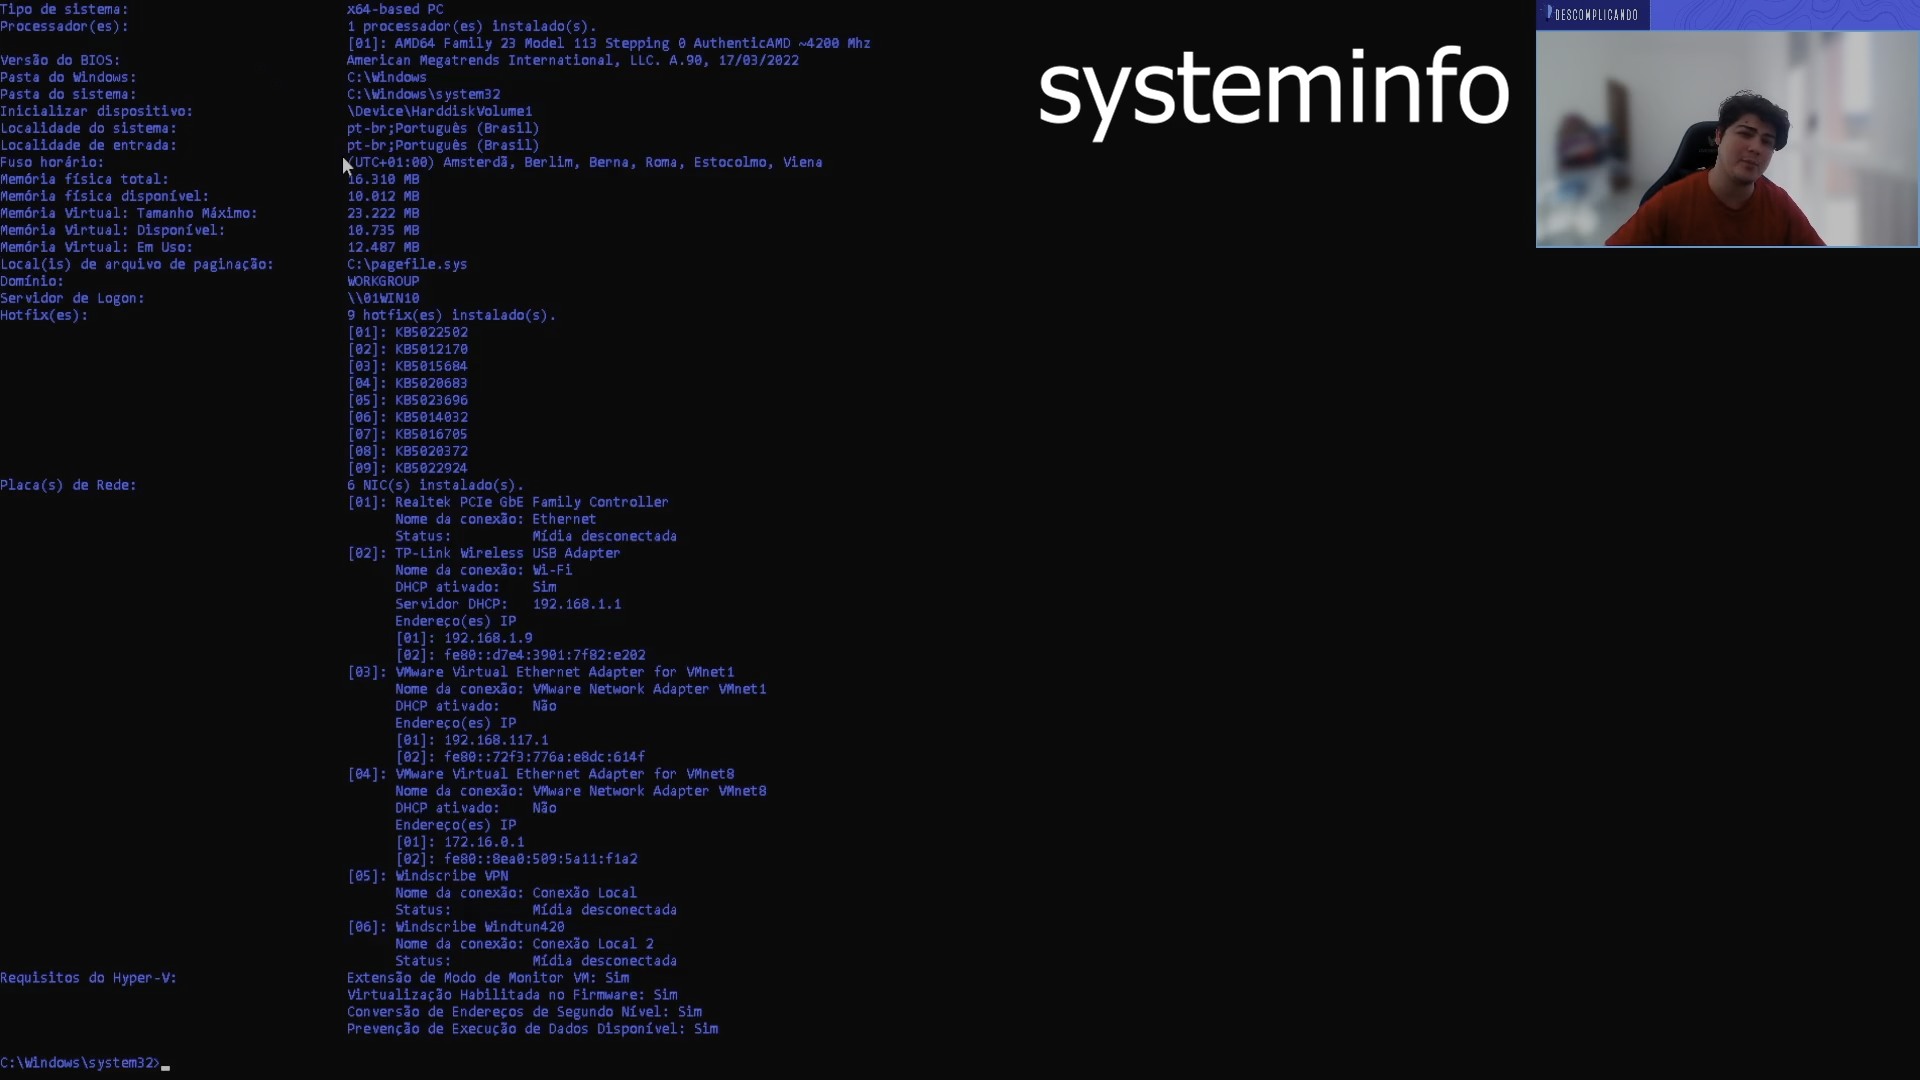 Tipo de sistema: x64-based PC
Processador(es): 1 processador(es) instalado(s).
[01]: AMD64 Family 23 Model 113 Stepping 0 AuthenticAMD ~4200 Mhz
Versão do BIOS: American Megatrends International, LLC. A.90, 17/03/2022
Pasta do Windows: C:\Windows
Pasta do sistema: C:\Windows\system32
Inicializar dispositivo: \Device\HarddiskVolume1
Localidade do sistema: pt-br;Português (Brasil)
Localidade de entrada: pt-br;Português (Brasil)
Fuso horário: (UTC+01:00) Amsterdã, Berlim, Berna, Roma, Estocolmo, Viena
Memória física total: 16.310 MB
Memória física disponível: 10.012 MB
Memória Virtual: Tamanho Máximo: 23.222 MB
Memória Virtual: Disponível: 10.735 MB
Memória Virtual: Em Uso: 12.487 MB
Local(is) de arquivo de paginação: C:\pagefile.sys
Domínio: WORKGROUP
Servidor de Logon: \\01WIN10
Hotfix(es): 9 hotfix(es) instalado(s).
[01]: KB5022502
[02]: KB5012170
[03]: KB5015684
[04]: KB5020683
[05]: KB5023696
[06]: KB5014032
[07]: KB5016705
[08]: KB5020372
[09]: KB5022924
Placa(s) de Rede: 6 NIC(s) instalado(s).
[01]: Realtek PCIe GbE Family Controller
Nome da conexão: Ethernet
Status: Mídia desconectada
[02]: TP-Link Wireless USB Adapter
Nome da conexão: Wi-Fi
DHCP ativado: Sim
Servidor DHCP: 192.168.1.1
Endereço(es) IP
[01]: 192.168.1.9
[02]: fe80::d7e4:3901:7f82:e202
[03]: VMware Virtual Ethernet Adapter for VMnet1
Nome da conexão: VMware Network Adapter VMnet1
DHCP ativado: Não
Endereço(es) IP
[01]: 192.168.117.1
[02]: fe80::72f3:776a:e8dc:614f
[04]: VMware Virtual Ethernet Adapter for VMnet8
Nome da conexão: VMware Network Adapter VMnet8
DHCP ativado: Não
Endereço(es) IP
[01]: 172.16.0.1
[02]: fe80::8ea0:509:5a11:f1a2
[05]: Windscribe VPN
Nome da conexão: Conexão Local
Status: Mídia desconectada
[06]: Windscribe Windtun420
Nome da conexão: Conexão Local 2
Status: Mídia desconectada
Requisitos do Hyper-V: Extensão de Modo de Monitor VM: Sim
Virtualização Habilitada no Firmware: Sim
Conversão de Endereços de Segundo Nível: Sim
Prevenção de Execução de Dados Disponível: Sim
C:\Windows\system32>
systeminfo
DESCOMPLICANDO